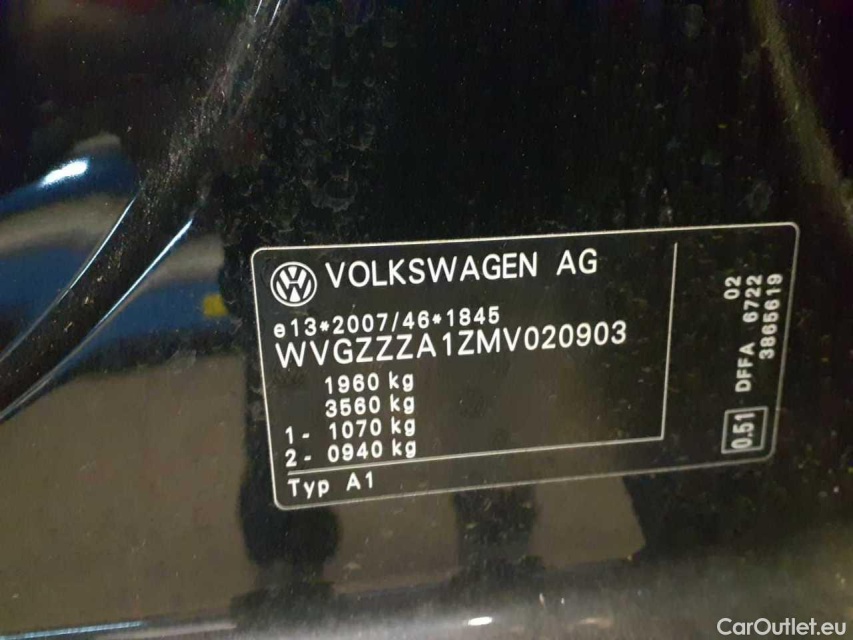 VOLKSWAGEN AG
e13*2007/46*1845
WVGZZZA1ZMV020903
1960 kg
3560 kg
1- 1070 kg
2- 0940 kg
Typ A1
02
DFFA 6722
3865619
0.51
CarOutlet.eu